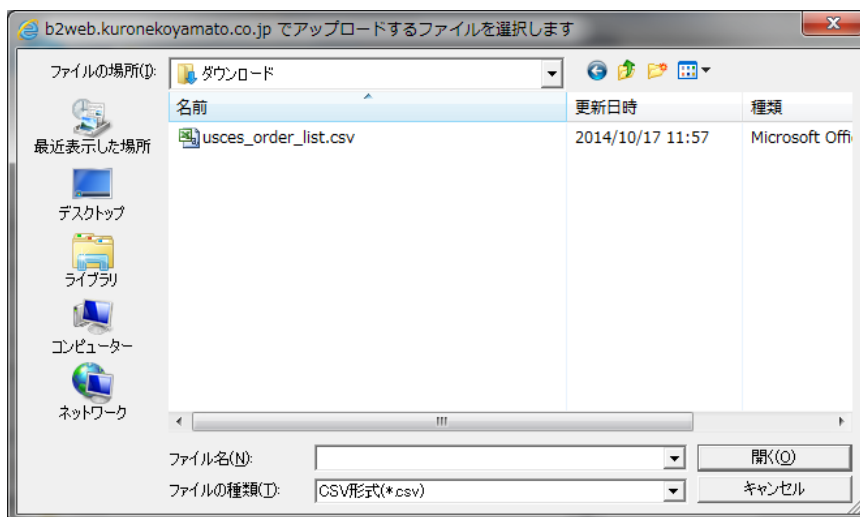 b2web.kuronekoyamato.co.jp でアップロードするファイルを選択します
ファイルの場所(I):
ダウンロード
名前 更新日時 種類
usces_order_list.csv 2014/10/17 11:57 Microsoft Offi
最近表示した場所
デスクトップ
ライブラリ
コンピューター
ネットワーク
ファイル名(N): 開く(O)
ファイルの種類(T): CSV形式(*.csv) キャンセル